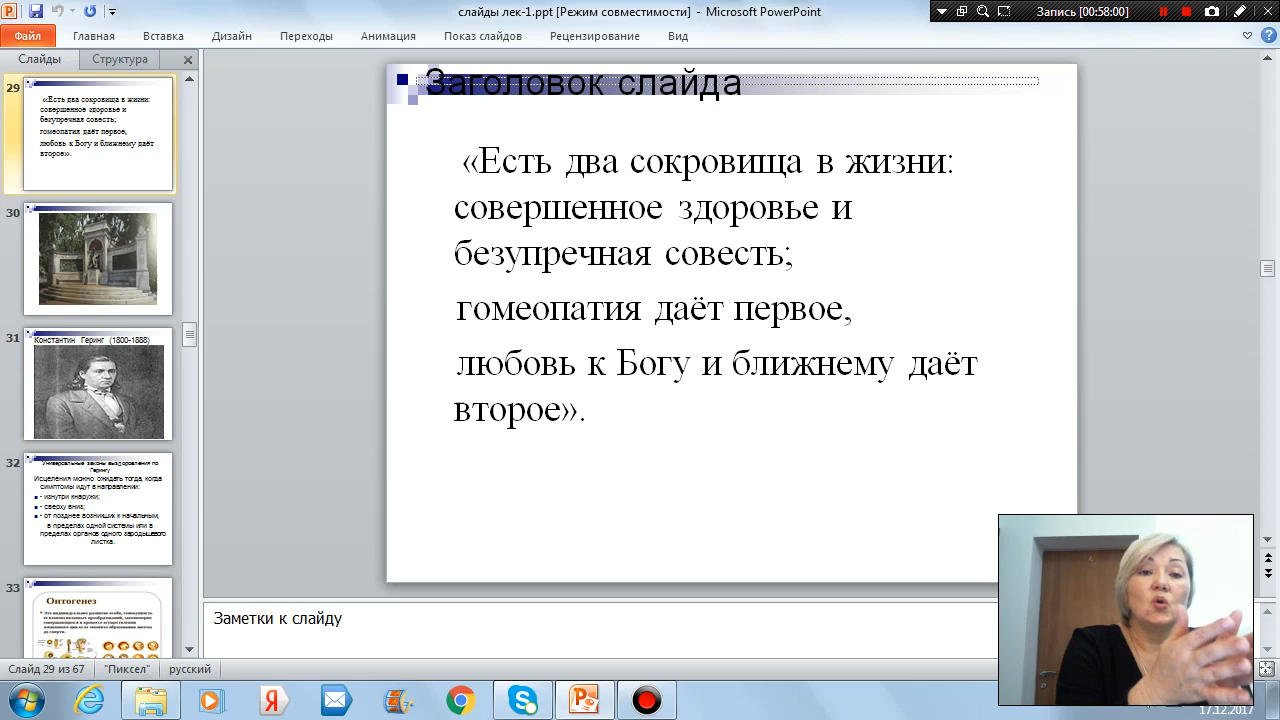 слайды лек-1.ppt [Режим совместимости] - Microsoft PowerPoint
Запись [00:58:00]
Файл Главная Вставка Дизайн Переходы Анимация Показ слайдов Рецензирование Вид
Слайды Структура
29
«Есть два сокровища в жизни:
совершенное здоровье и
безупречная совесть;
гомеопатия даёт первое,
любовь к Богу и ближнему даёт
второе».
30
31
Константин Геринг (1800-1888)
32
Универсальные законы выздоровления по
Герингу
Исцеления можно ожидать тогда, когда
симптомы идут в направлении:
- изнутри кнаружи;
- сверху вниз;
- от позднее возникших к начальным,
в пределах одной системы или в
пределах органов одного зародышевого
листка.
33
Онтогенез
Это индивидуальное развитие особи, совокупность
Заголовок слайда
«Есть два сокровища в жизни:
совершенное здоровье и
безупречная совесть;
гомеопатия даёт первое,
любовь к Богу и ближнему даёт
второе».
Заметки к слайду
Слайд 29 из 67 "Пиксел" русский
17.12.2017